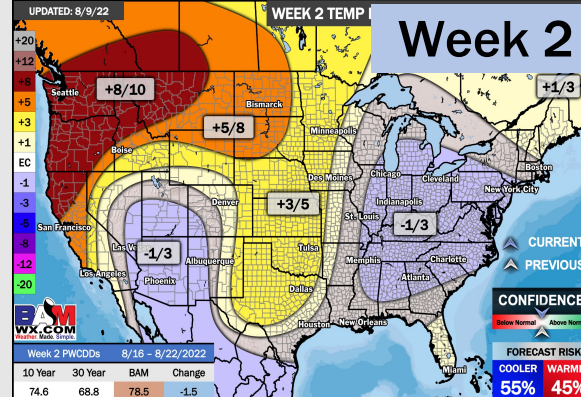 UPDATED: 8/9/22
WEEK 2 TEMP
Week 2
+20
+12
+8
+5
+3
+1
EC
-1
-3
-5
-8
-12
-20
+8/10
+5/8
+3/5
-1/3
-1/3
+1/3
Seattle
Bismarck
Minneapolis
Boise
Des Moines
Chicago
Cleveland
Boston
New York City
Denver
Indianapolis
San Francisco
St. Louis
Las Ve
Albuquerque
Tulsa
Memphis
Charlotte
Los Angeles
Phoenix
Atlanta
Dallas
Houston
New Orleans
Miami
CURRENT
PREVIOUS
CONFIDENCE
Below Normal
Above Nor
FORECAST RISK
COOLER WARM
55% 45%
BAM
WX.COM
Weather. Made. Simple.
Week 2 PWCDDs 8/16 – 8/22/2022
10 Year 30 Year BAM Change
74.6 68.8 78.5 -1.5